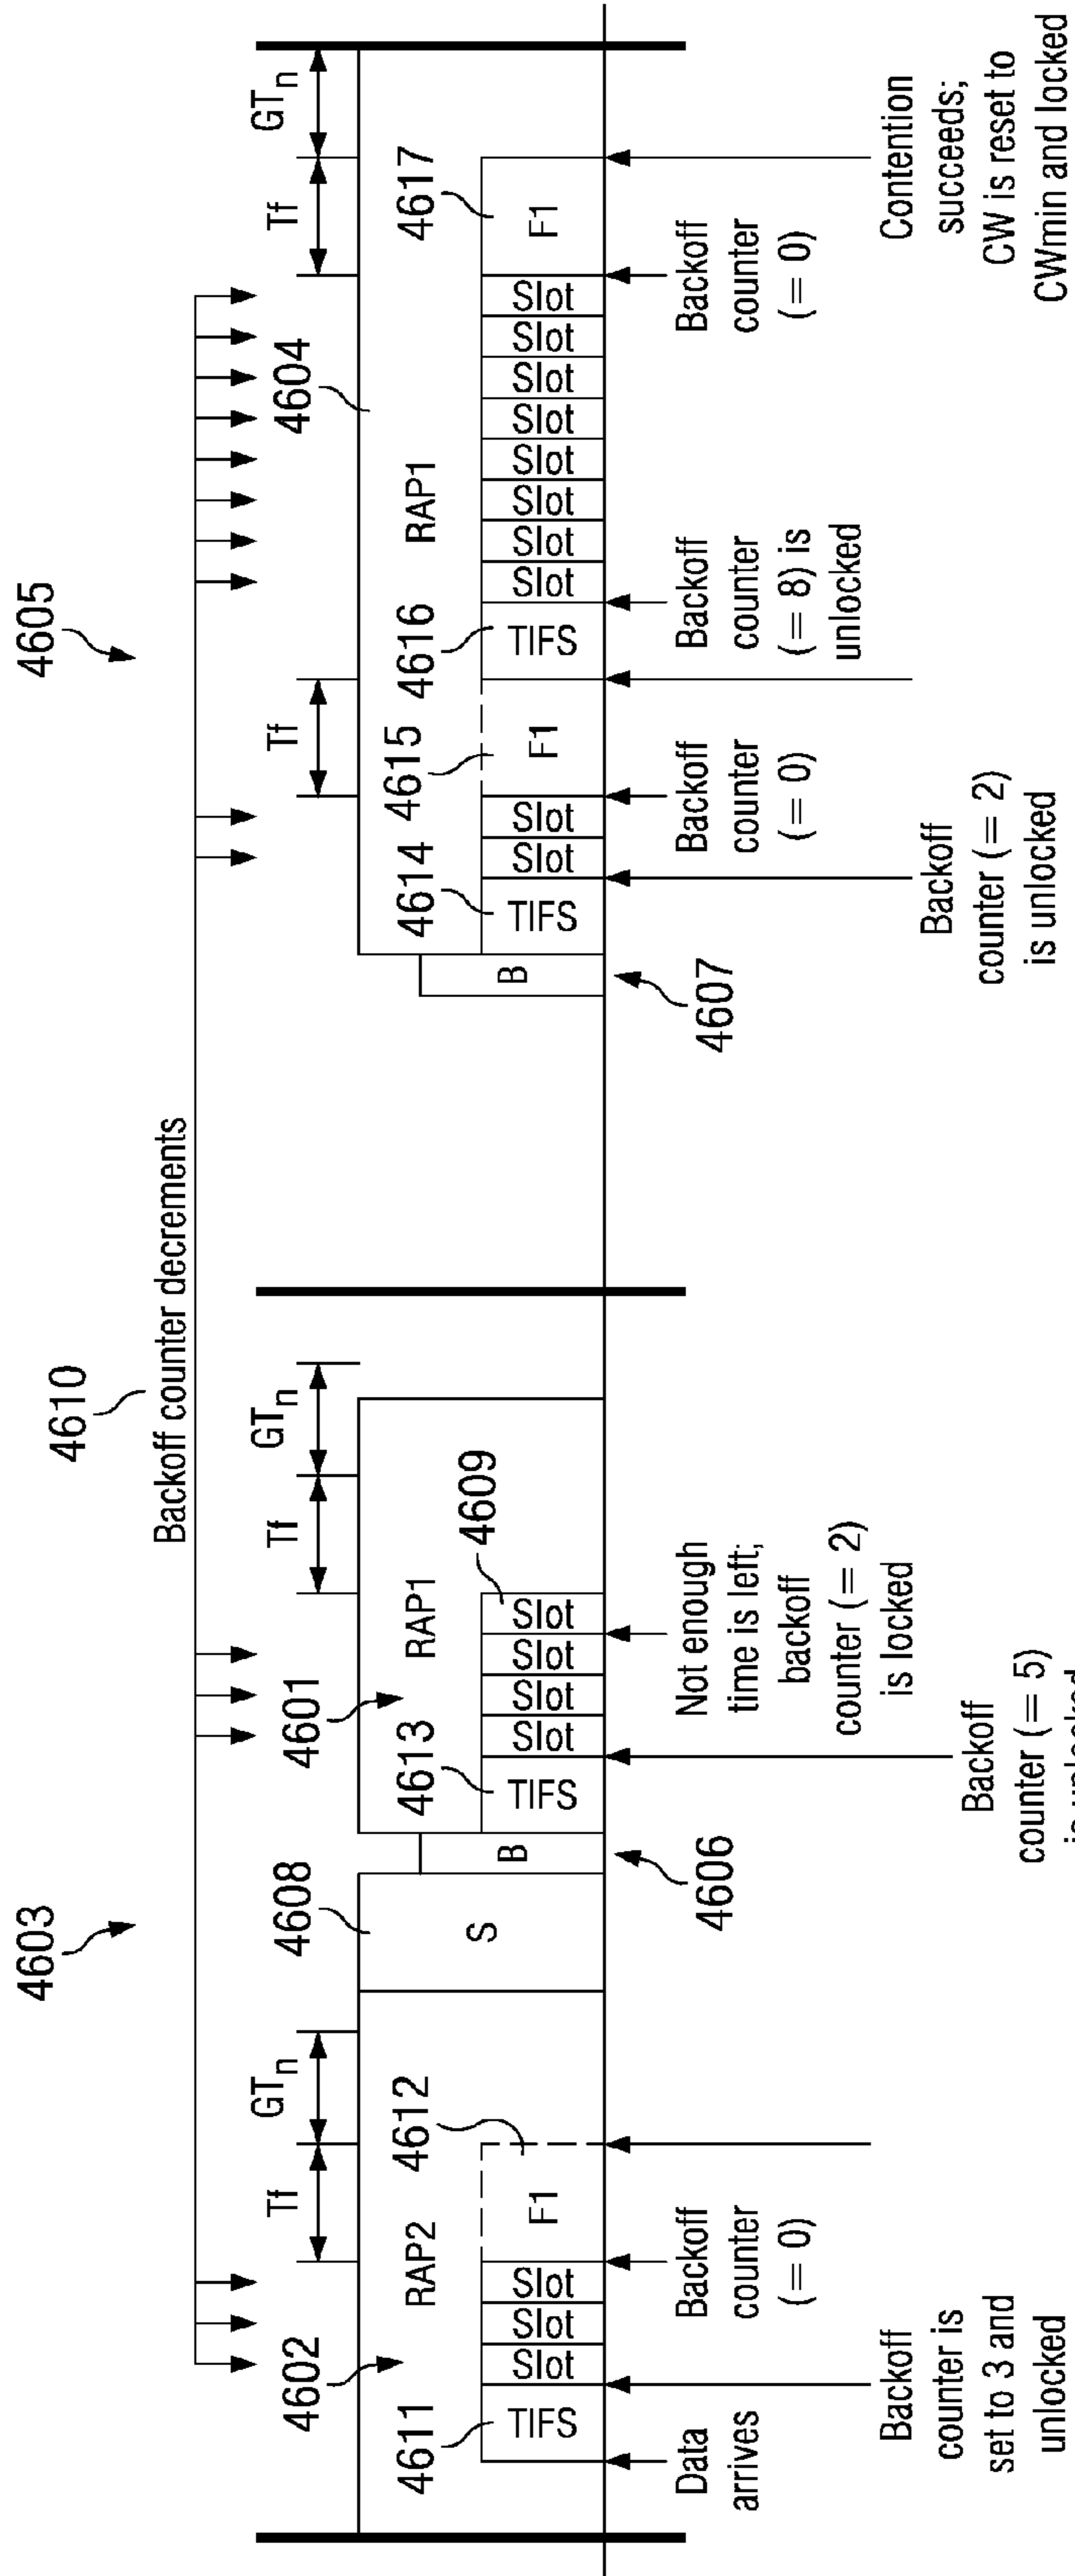 4603
4605
4610
Backoff counter decrements
Tf
GTn
Tf
GTn
Tf
Tf
GTn
4602
4608
4601
4604
4611
RAP2
4612
S
4613
RAP1
4609
4614
4615
RAP1
4616
4617
TIFS
Slot
Slot
Slot
F1
B
TIFS
Slot
Slot
Slot
Slot
B
TIFS
Slot
Slot
F1
TIFS
Slot
Slot
Slot
Slot
Slot
Slot
Slot
Slot
F1
4606
4607
Data
arrives
Backoff
counter is
set to 3 and
unlocked
Backoff
counter
(= 0)
Backoff
counter (= 5)
Not enough
time is left;
backoff
counter (= 2)
is locked
Backoff
counter (= 2)
is unlocked
Backoff
counter
(= 0)
Backoff
counter
(= 8) is
unlocked
Backoff
counter
(= 0)
Contention
succeeds;
CW is reset to
CWmin and locked